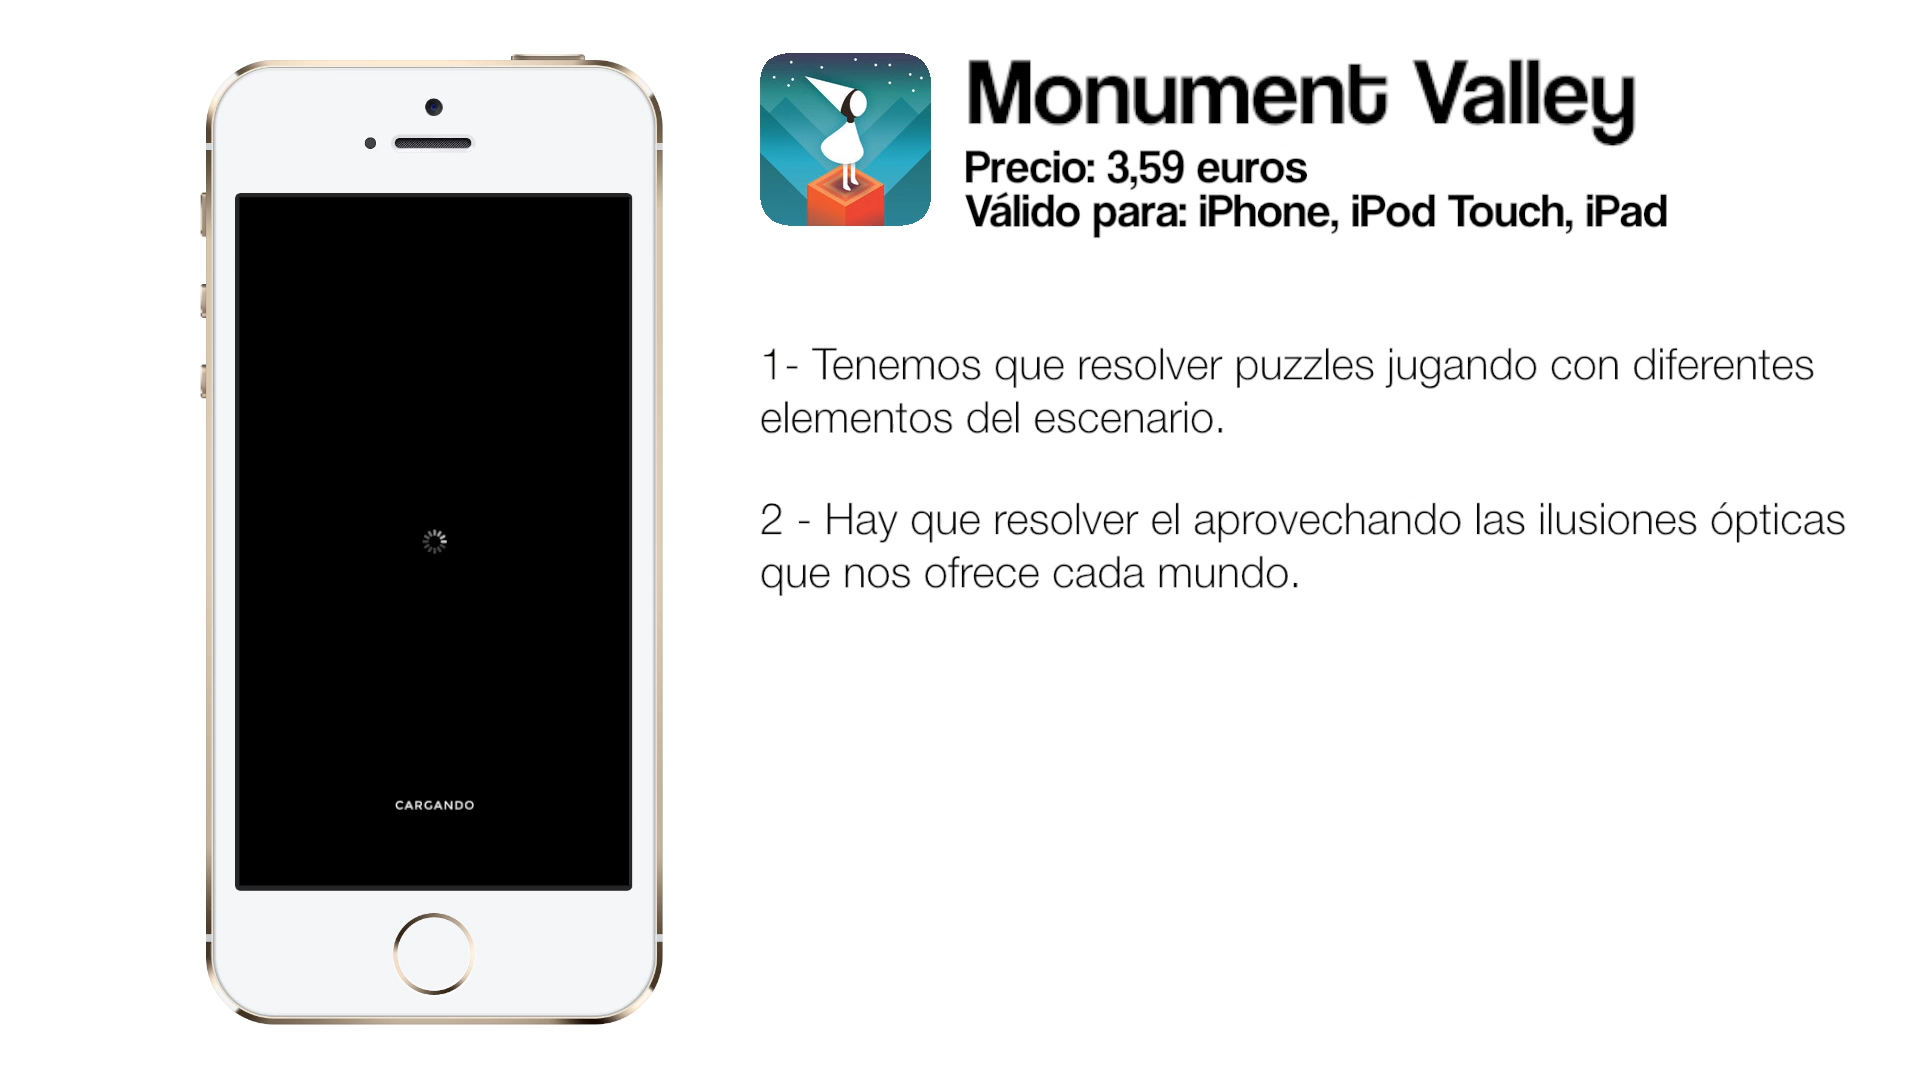 Monument Valley
Precio: 3,59 euros
Válido para: iPhone, iPod Touch, iPad
1- Tenemos que resolver puzzles jugando con diferentes
elementos del escenario.
2 - Hay que resolver el aprovechando las ilusiones ópticas
que nos ofrece cada mundo.
CARGANDO